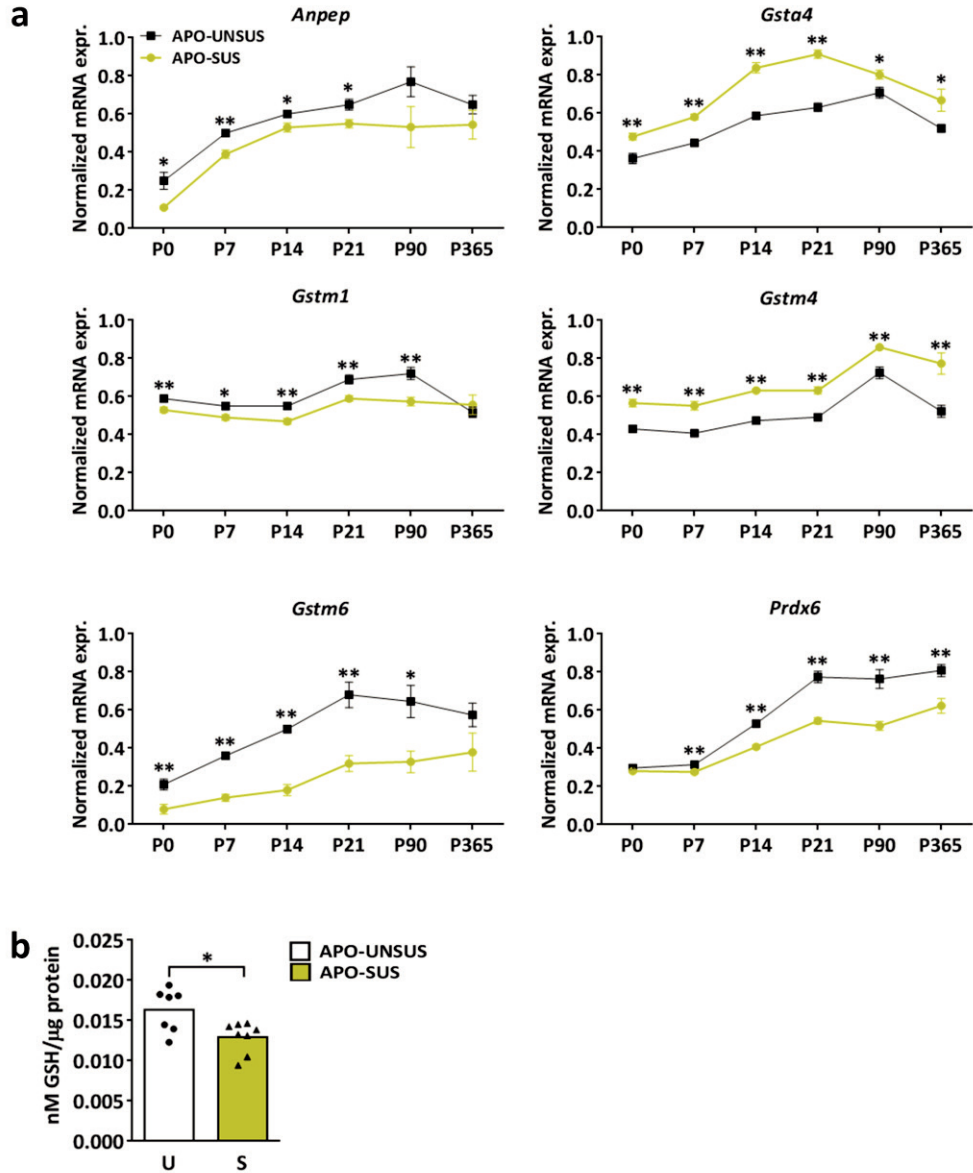 a
Anpep
APO-UNSUS
APO-SUS
Normalized mRNA expr.
1.0
0.8
0.6
0.4
0.2
0.0
* ** * *
P0 P7 P14 P21 P90 P365
Gsta4
Normalized mRNA expr.
1.0
0.8
0.6
0.4
0.2
0.0
** ** ** ** * *
P0 P7 P14 P21 P90 P365
Gstm1
Normalized mRNA expr.
1.0
0.8
0.6
0.4
0.2
0.0
** * ** ** **
P0 P7 P14 P21 P90 P365
Gstm4
Normalized mRNA expr.
1.0
0.8
0.6
0.4
0.2
0.0
** ** ** ** ** **
P0 P7 P14 P21 P90 P365
Gstm6
Normalized mRNA expr.
1.0
0.8
0.6
0.4
0.2
0.0
** ** ** ** *
P0 P7 P14 P21 P90 P365
Prdx6
Normalized mRNA expr.
1.0
0.8
0.6
0.4
0.2
0.0
** ** ** ** **
P0 P7 P14 P21 P90 P365
b
nM GSH/µg protein
0.025
0.020
0.015
0.010
0.005
0.000
*
U S
APO-UNSUS
APO-SUS